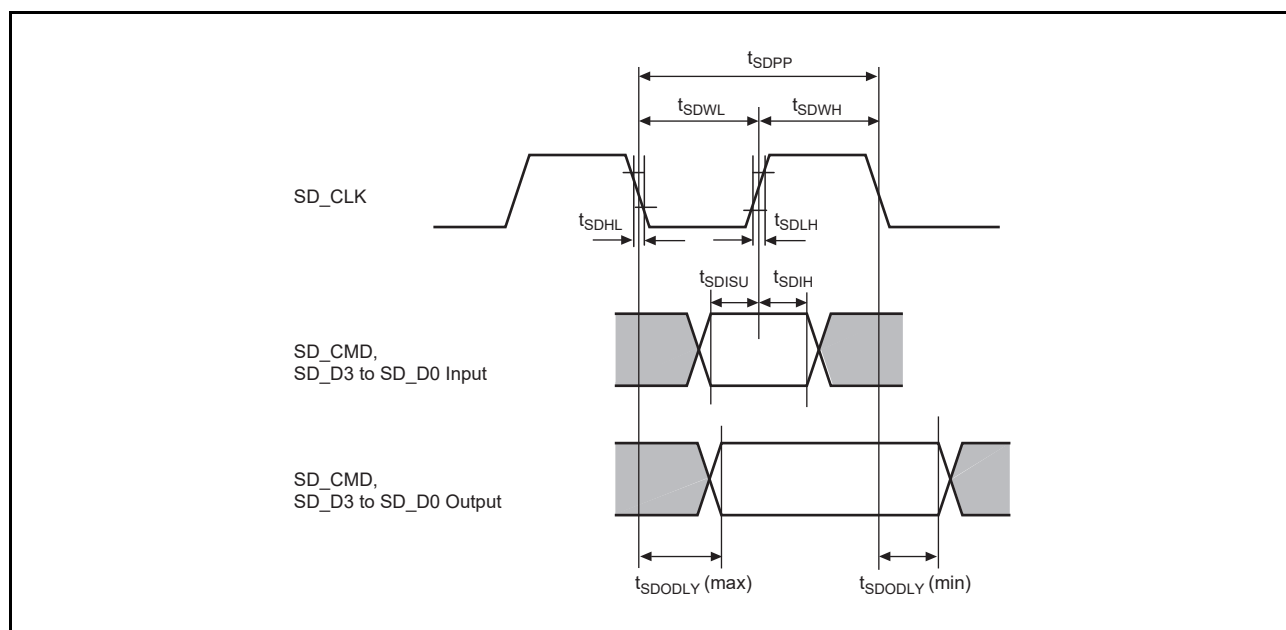 tSDPP
tSDWL
tSDWH
SD_CLK
tSDHL
tSDLH
tSDISU
tSDIH
SD_CMD,
SD_D3 to SD_D0 Input
SD_CMD,
SD_D3 to SD_D0 Output
tSDODLY (max)
tSDODLY (min)